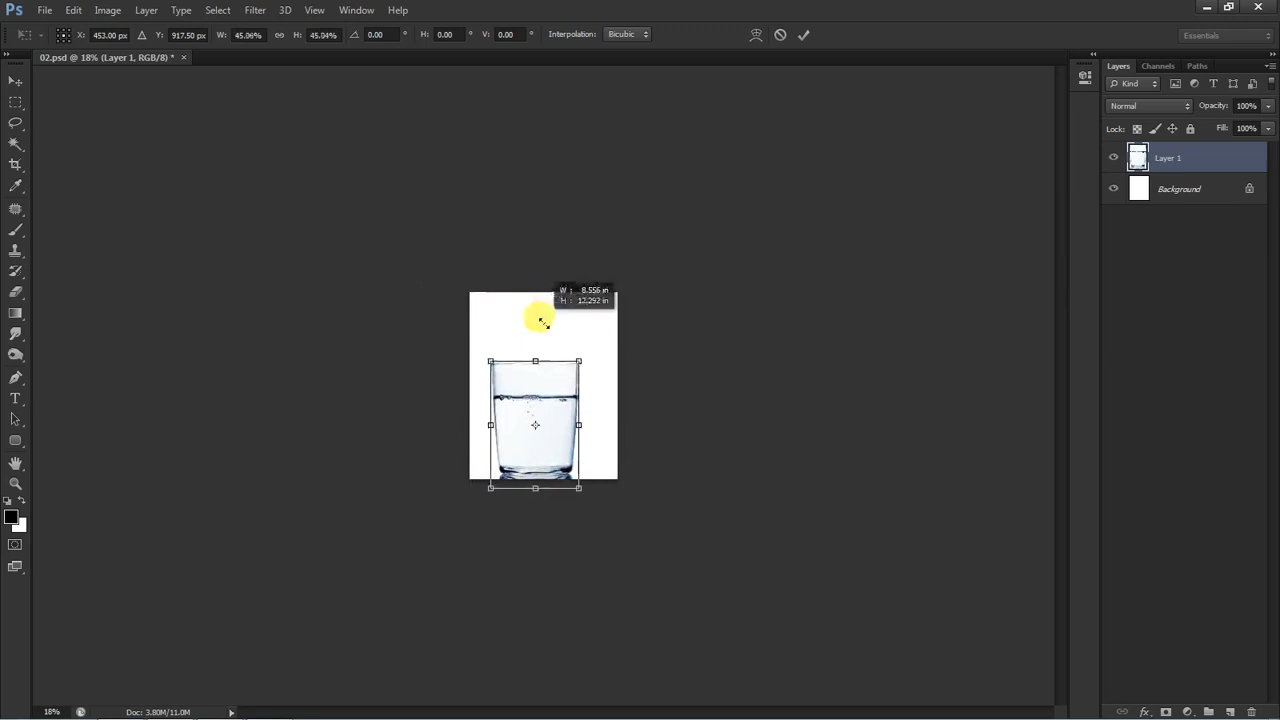 Ps File Edit Image Layer Type Select Filter 3D View Window Help
X: 453.00 px Y: 917.50 px W: 45.06% H: 45.04% 0.00 ° H: 0.00 ° V: 0.00 ° Interpolation: Bicubic Essentials
02.psd @ 18% (Layer 1, RGB/8) * ×
Layers Channels Paths
Kind
Normal Opacity: 100%
Lock: Fill: 100%
Layer 1
Background
W: 8.556 in
H: 12.292 in
18% Doc: 3.80M/11.0M